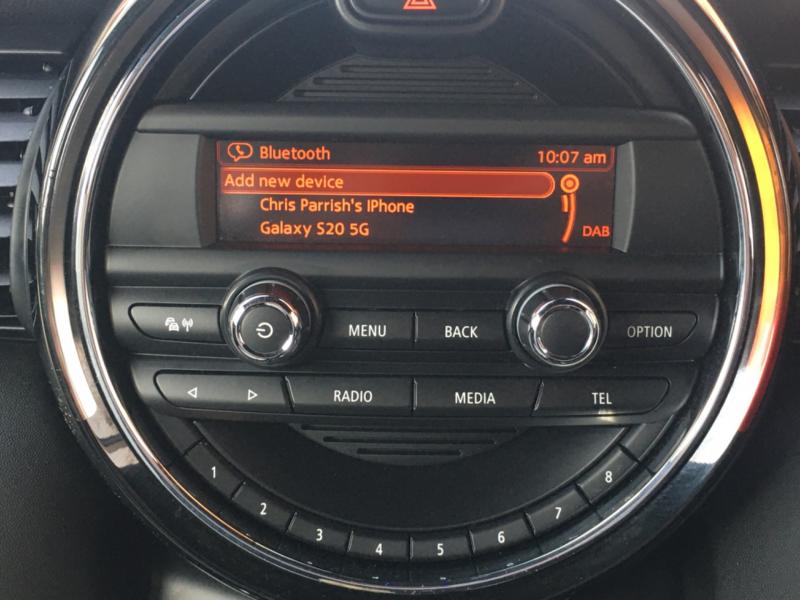 Bluetooth 10:07 am
Add new device
Chris Parrish's IPhone
Galaxy S20 5G
DAB
MENU BACK OPTION
RADIO MEDIA TEL
1 2 3 4 5 6 7 8